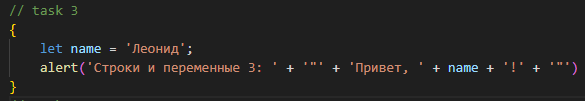 // task 3
{
let name = 'Леонид';
alert('Строки и переменные 3: ' + '"' + 'Привет, ' + name + '!' + '"')
}